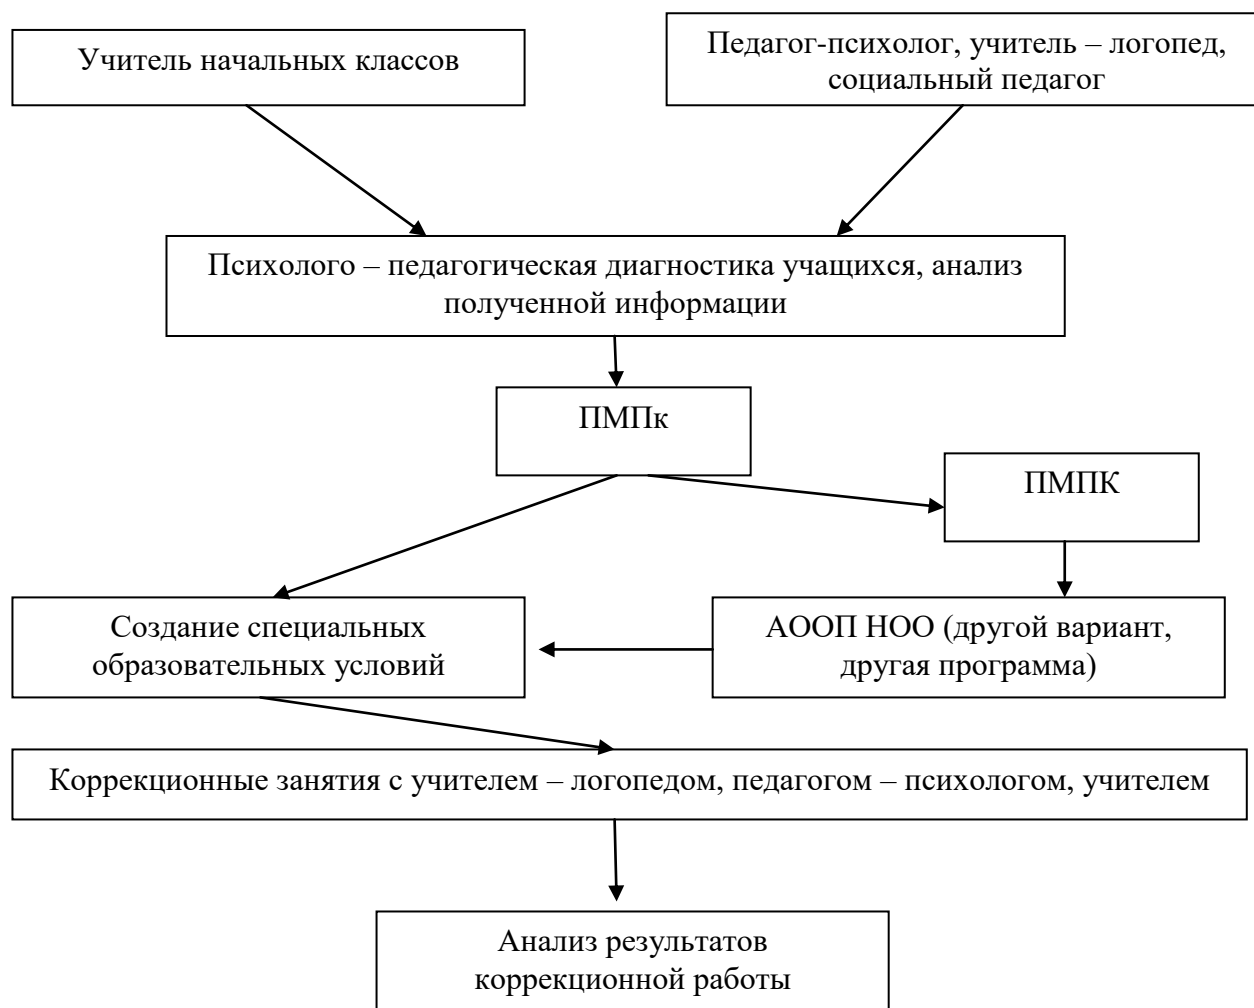 Учитель начальных классов
Педагог-психолог, учитель – логопед,
социальный педагог
Психолого – педагогическая диагностика учащихся, анализ
полученной информации
ПМПк
ПМПК
Создание специальных
образовательных условий
АООП НОО (другой вариант,
другая программа)
Коррекционные занятия с учителем – логопедом, педагогом – психологом, учителем
Анализ результатов
коррекционной работы